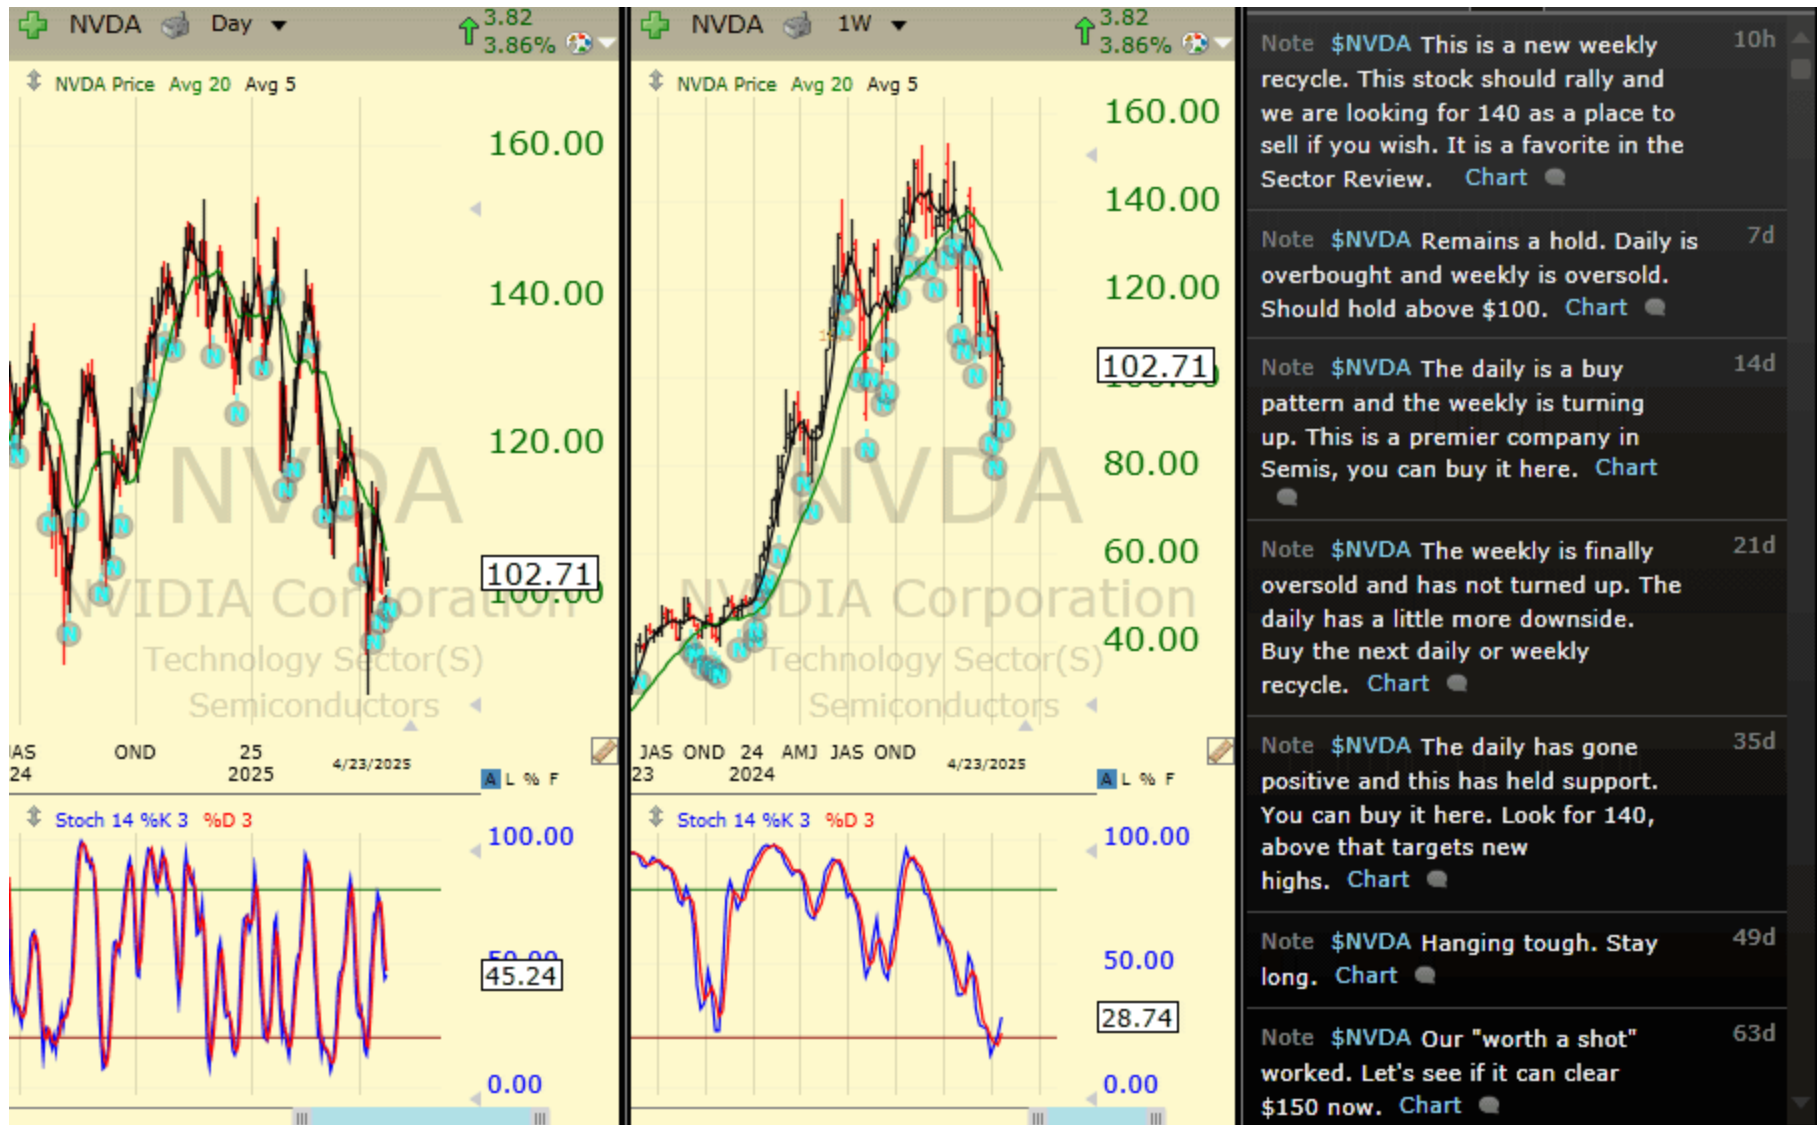 NVDA Day
3.82
3.86%
NVDA Price Avg 20 Avg 5
160.00
140.00
120.00
102.71
100.00
NVDA
NVIDIA Corporation
Technology Sector(S)
Semiconductors
JAS OND 25
24 2025 4/23/2025
A L % F
Stoch 14 %K 3 %D 3
100.00
50.00
45.24
0.00
NVDA 1W
3.82
3.86%
NVDA Price Avg 20 Avg 5
160.00
140.00
120.00
102.71
100.00
80.00
60.00
40.00
NVDA
NVIDIA Corporation
Technology Sector(S)
Semiconductors
JAS OND 24 AMJ JAS OND
23 2024 4/23/2025
A L % F
Stoch 14 %K 3 %D 3
100.00
50.00
28.74
0.00
Note $NVDA This is a new weekly 10h
recycle. This stock should rally and
we are looking for 140 as a place to
sell if you wish. It is a favorite in the
Sector Review. Chart
Note $NVDA Remains a hold. Daily is 7d
overbought and weekly is oversold.
Should hold above $100. Chart
Note $NVDA The daily is a buy 14d
pattern and the weekly is turning
up. This is a premier company in
Semis, you can buy it here. Chart
Note $NVDA The weekly is finally 21d
oversold and has not turned up. The
daily has a little more downside.
Buy the next daily or weekly
recycle. Chart
Note $NVDA The daily has gone 35d
positive and this has held support.
You can buy it here. Look for 140,
above that targets new
highs. Chart
Note $NVDA Hanging tough. Stay 49d
long. Chart
Note $NVDA Our "worth a shot" 63d
worked. Let's see if it can clear
$150 now. Chart